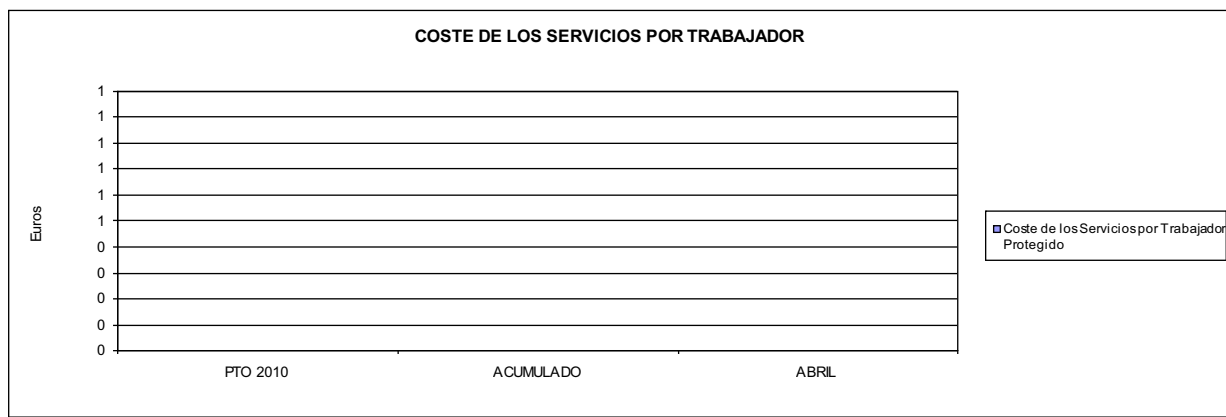 COSTE DE LOS SERVICIOS POR TRABAJADOR
1
1
1
1
1
1
0
0
0
0
0
Euros
PTO 2010
ACUMULADO
ABRIL
Coste de los Servicios por Trabajador
Protegido